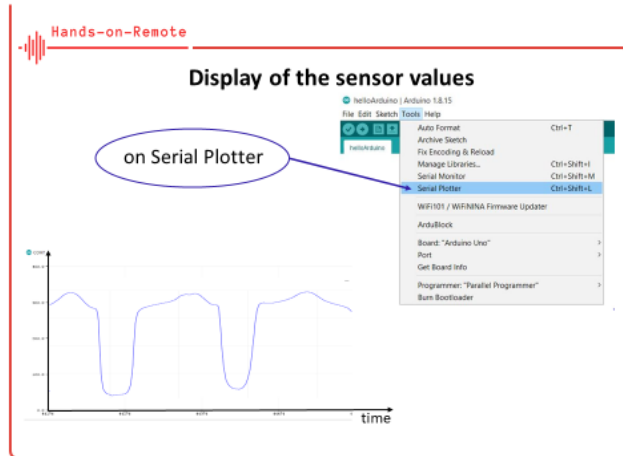 Hands-on-Remote
Display of the sensor values
helloArduino | Arduino 1.8.15
File Edit Sketch Tools Help
helloArduino
Auto Format Ctrl+T
Archive Sketch
Fix Encoding & Reload
Manage Libraries... Ctrl+Shift+I
Serial Monitor Ctrl+Shift+M
Serial Plotter Ctrl+Shift+L
WiFi101 / WiFiNINA Firmware Updater
ArduBlock
Board: "Arduino Uno"
Port
Get Board Info
Programmer: "Parallel Programmer"
Burn Bootloader
on Serial Plotter
time